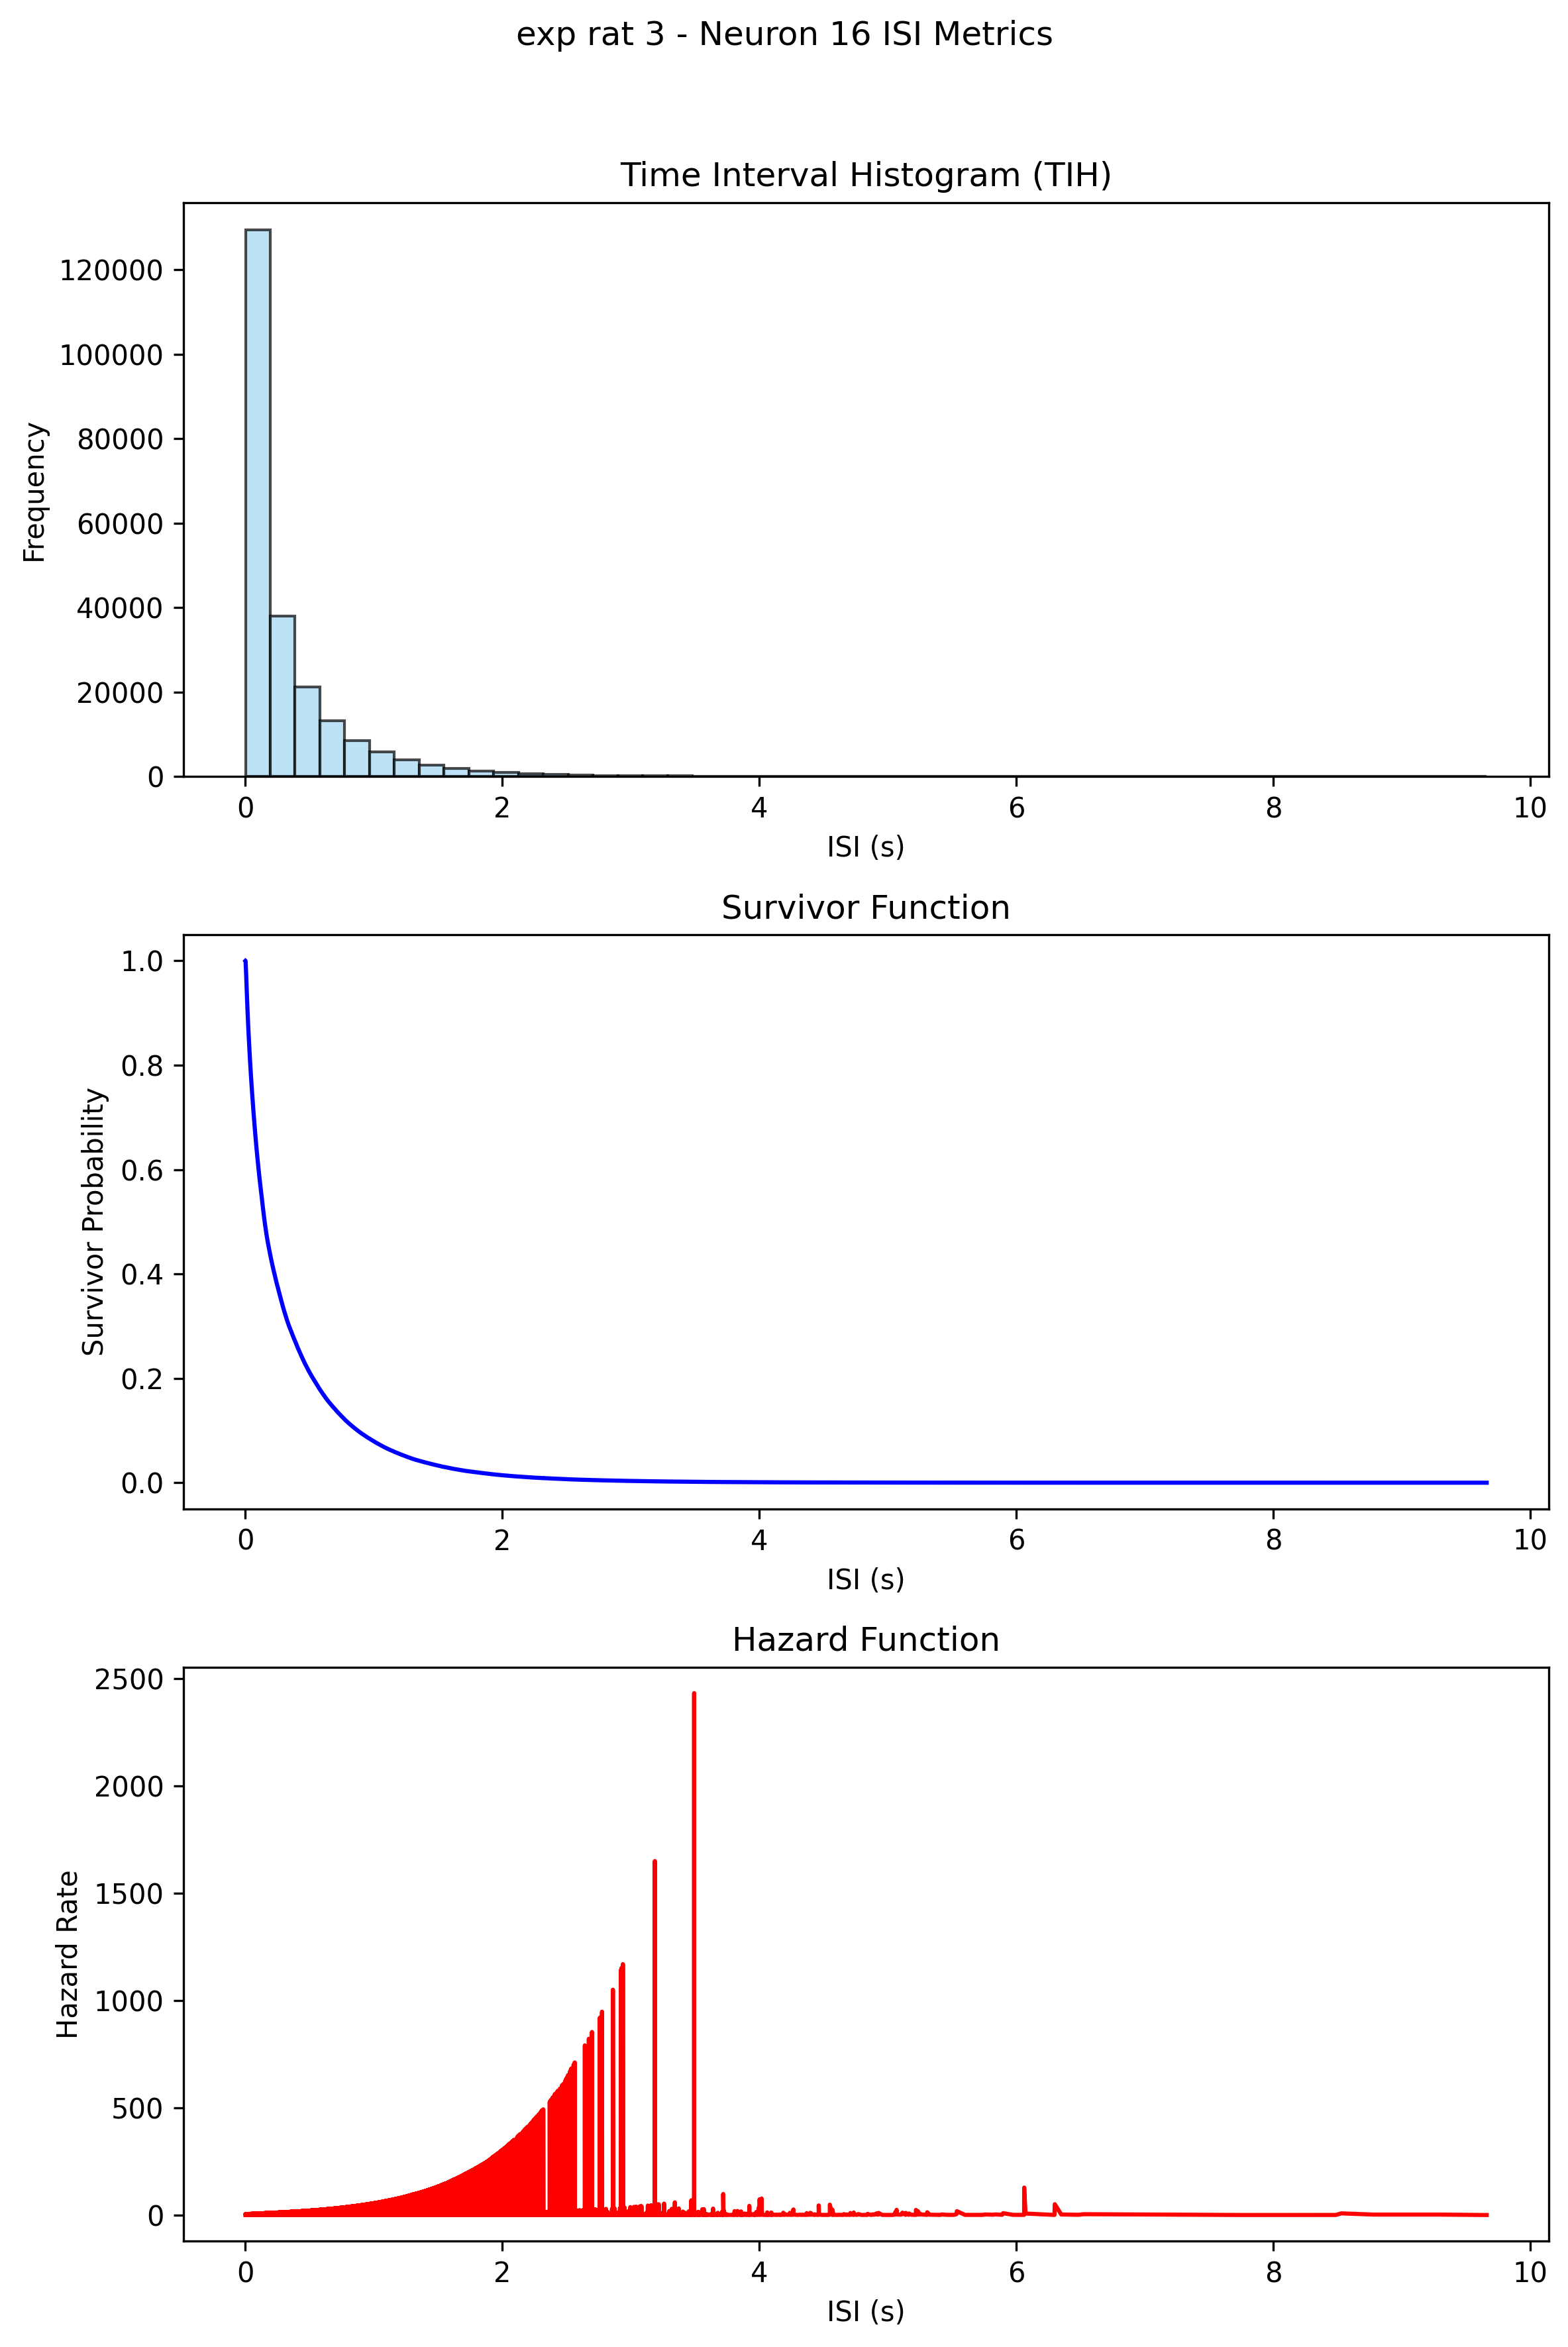 exp rat 3 - Neuron 16 ISI Metrics
Time Interval Histogram (TIH)
120000
100000
80000
60000
40000
20000
0
Frequency
0 2 4 6 8 10
ISI (s)
Survivor Function
1.0
0.8
0.6
0.4
0.2
0.0
Survivor Probability
0 2 4 6 8 10
ISI (s)
Hazard Function
2500
2000
1500
1000
500
0
Hazard Rate
0 2 4 6 8 10
ISI (s)